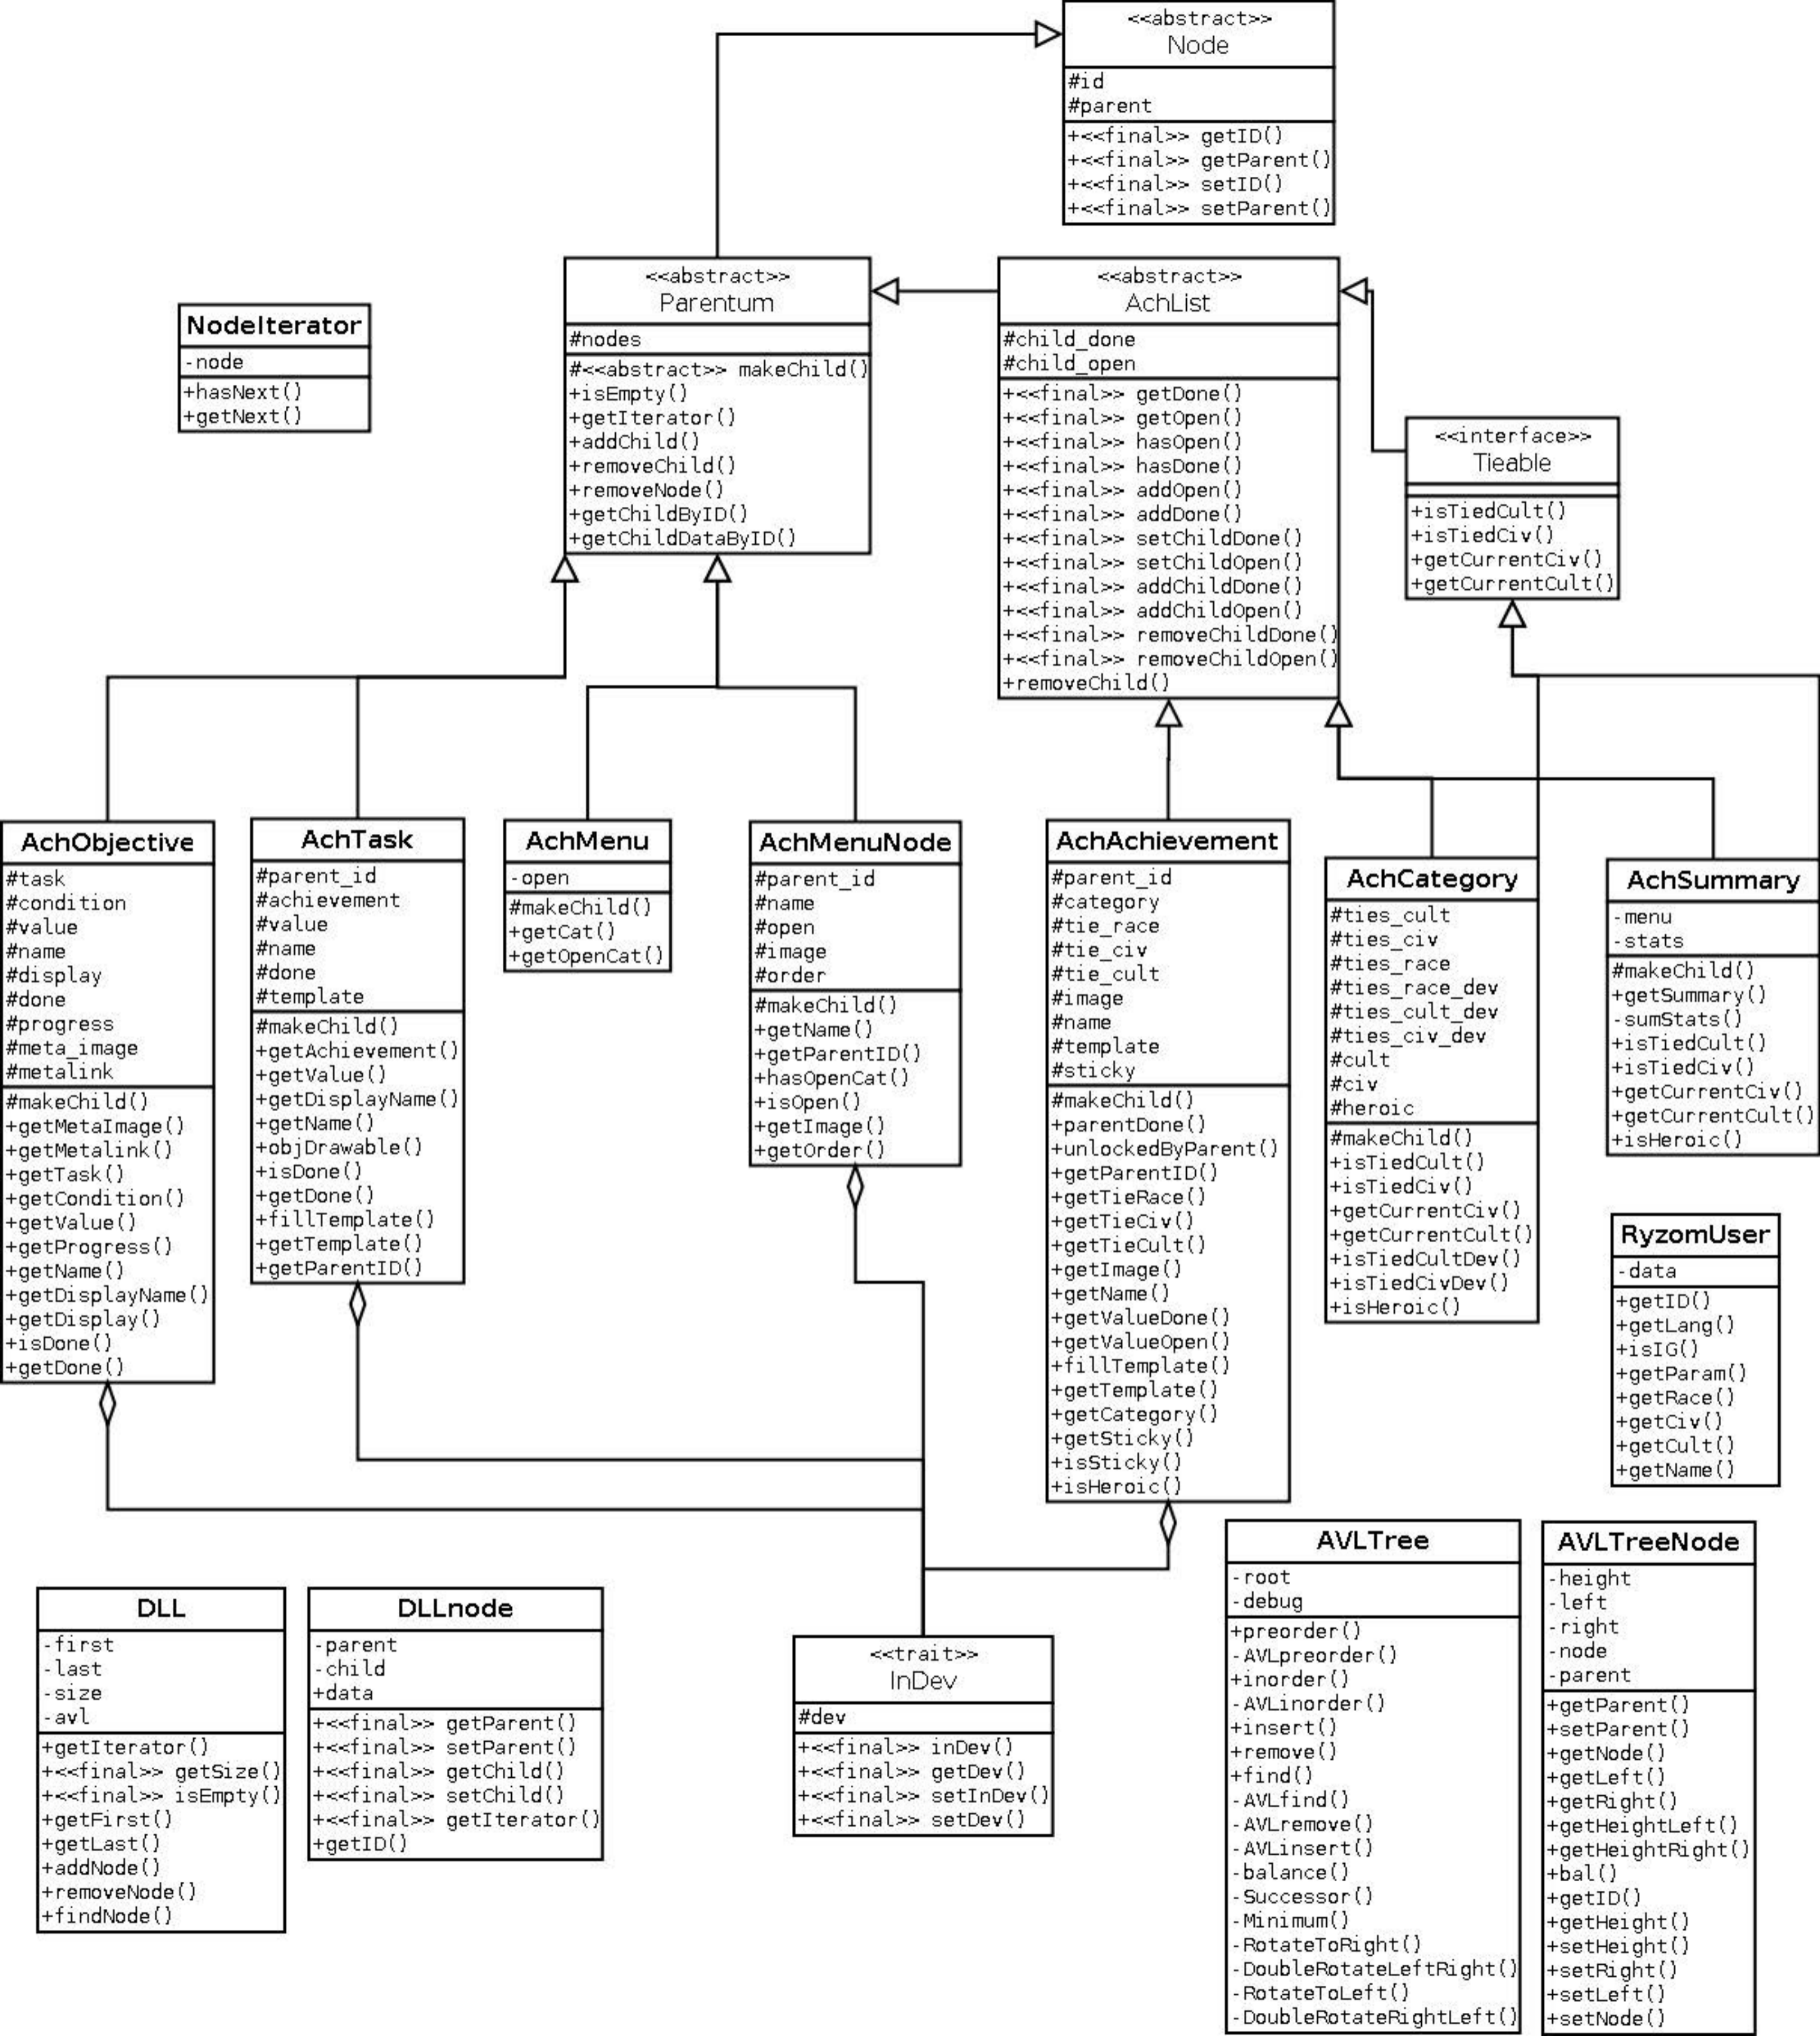 <<abstract>>
Node
#id
#parent
+<<final>> getID()
+<<final>> getParent()
+<<final>> setID()
+<<final>> setParent()
NodeIterator
-node
+hasNext()
+getNext()
<<abstract>>
Parentum
#nodes
#<<abstract>> makeChild()
+isEmpty()
+getIterator()
+addChild()
+removeChild()
+removeNode()
+getChildByID()
+getChildDataByID()
<<abstract>>
AchList
#child_done
#child_open
+<<final>> getDone()
+<<final>> getOpen()
+<<final>> hasOpen()
+<<final>> hasDone()
+<<final>> addOpen()
+<<final>> addDone()
+<<final>> setChildDone()
+<<final>> setChildOpen()
+<<final>> addChildDone()
+<<final>> addChildOpen()
+<<final>> removeChildDone()
+<<final>> removeChildOpen()
+removeChild()
<<interface>>
Tieable
+isTiedCult()
+isTiedCiv()
+getCurrentCiv()
+getCurrentCult()
AchObjective
#task
#condition
#value
#name
#display
#done
#progress
#meta_image
#metalink
#makeChild()
+getMetaImage()
+getMetalink()
+getTask()
+getCondition()
+getValue()
+getProgress()
+getName()
+getDisplayName()
+getDisplay()
+isDone()
+getDone()
AchTask
#parent_id
#achievement
#value
#name
#done
#template
#makeChild()
+getAchievement()
+getValue()
+getDisplayName()
+getName()
+objDrawable()
+isDone()
+getDone()
+fillTemplate()
+getTemplate()
+getParentID()
AchMenu
-open
#makeChild()
+getCat()
+getOpenCat()
AchMenuNode
#parent_id
#name
#open
#image
#order
#makeChild()
+getName()
+getParentID()
+hasOpenCat()
+isOpen()
+getImage()
+getOrder()
AchAchievement
#parent_id
#category
#tie_race
#tie_civ
#tie_cult
#image
#name
#template
#sticky
#makeChild()
+parentDone()
+unlockedByParent()
+getParentID()
+getTieRace()
+getTieCiv()
+getTieCult()
+getImage()
+getName()
+getValueDone()
+getValueOpen()
+fillTemplate()
+getTemplate()
+getCategory()
+getSticky()
+isSticky()
+isHeroic()
AchCategory
#ties_cult
#ties_civ
#ties_race
#ties_race_dev
#ties_cult_dev
#ties_civ_dev
#cult
#civ
#heroic
#makeChild()
+isTiedCult()
+isTiedCiv()
+getCurrentCiv()
+getCurrentCult()
+isTiedCultDev()
+isTiedCivDev()
+isHeroic()
AchSummary
-menu
-stats
#makeChild()
+getSummary()
-sumStats()
+isTiedCult()
+isTiedCiv()
+getCurrentCiv()
+getCurrentCult()
+isHeroic()
RyzomUser
-data
+getID()
+getLang()
+isIG()
+getParam()
+getRace()
+getCiv()
+getCult()
+getName()
DLL
-first
-last
-size
-avl
+getIterator()
+<<final>> getSize()
+<<final>> isEmpty()
+getFirst()
+getLast()
+addNode()
+removeNode()
+findNode()
DLLnode
-parent
-child
+data
+<<final>> getParent()
+<<final>> setParent()
+<<final>> getChild()
+<<final>> setChild()
+<<final>> getIterator()
+getID()
<<trait>>
InDev
#dev
+<<final>> inDev()
+<<final>> getDev()
+<<final>> setInDev()
+<<final>> setDev()
AVLTree
-root
-debug
+preorder()
-AVLpreorder()
+inorder()
-AVLinorder()
+insert()
+remove()
+find()
-AVLfind()
-AVLremove()
-AVLinsert()
-balance()
-Successor()
-Minimum()
-RotateToRight()
-DoubleRotateLeftRight()
-RotateToLeft()
-DoubleRotateRightLeft()
AVLTreeNode
-height
-left
-right
-node
-parent
+getParent()
+setParent()
+getNode()
+getLeft()
+getRight()
+getHeightLeft()
+getHeightRight()
+bal()
+getID()
+getHeight()
+setHeight()
+setRight()
+setLeft()
+setNode()